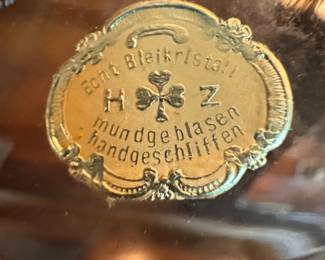 Echt Bleikristall
H Z
mundgeblasen
handgeschliffen